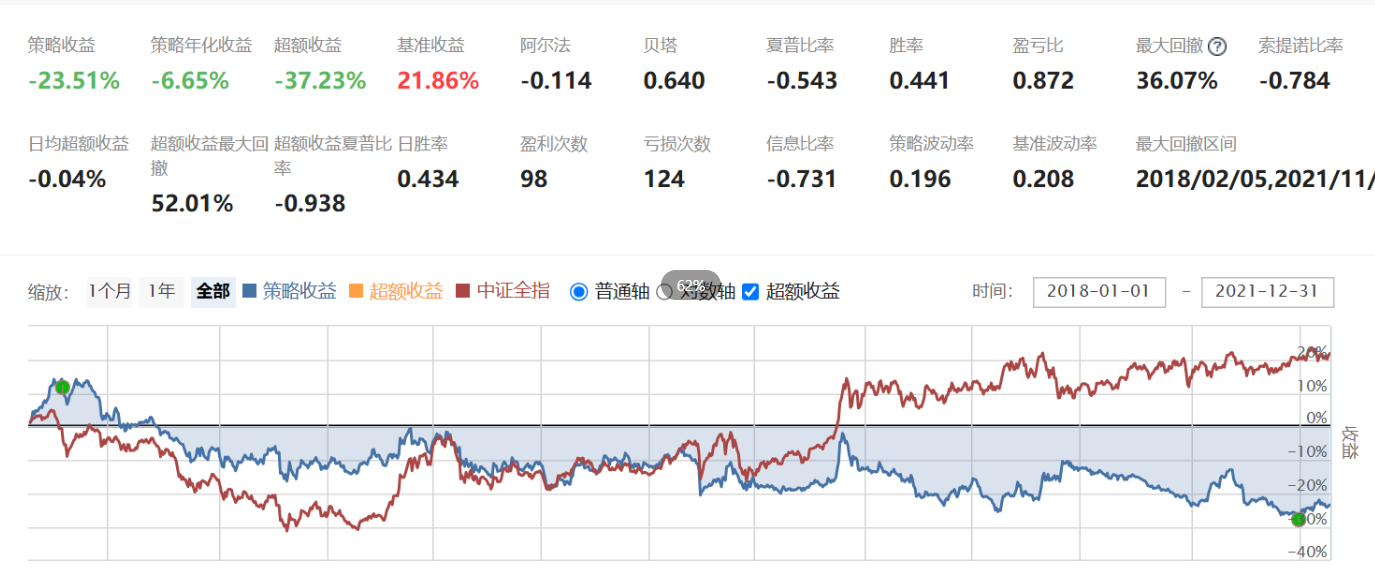 策略收益 策略年化收益 超额收益 基准收益 阿尔法 贝塔 夏普比率 胜率 盈亏比 最大回撤 ? 索提诺比率
-23.51% -6.65% -37.23% 21.86% -0.114 0.640 -0.543 0.441 0.872 36.07% -0.784
日均超额收益 超额收益最大回撤 超额收益夏普比率 日胜率 盈利次数 亏损次数 信息比率 策略波动率 基准波动率 最大回撤区间
-0.04% 52.01% -0.938 0.434 98 124 -0.731 0.196 0.208 2018/02/05,2021/11/
缩放: 1个月 1年 全部 策略收益 超额收益 中证全指 普通轴 对数轴 超额收益 时间: 2018-01-01 - 2021-12-31
62%
20%
10%
0%
-10%
-20%
-40%
收益